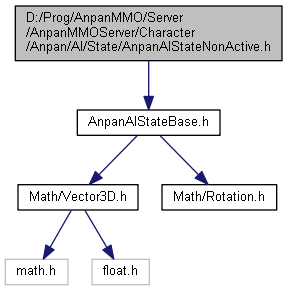 D:/Prog/AnpanMMO/Server
/AnpanMMOServer/Character
/Anpan/AI/State/AnpanAIStateNonActive.h
AnpanAIStateBase.h
Math/Vector3D.h
Math/Rotation.h
math.h
float.h